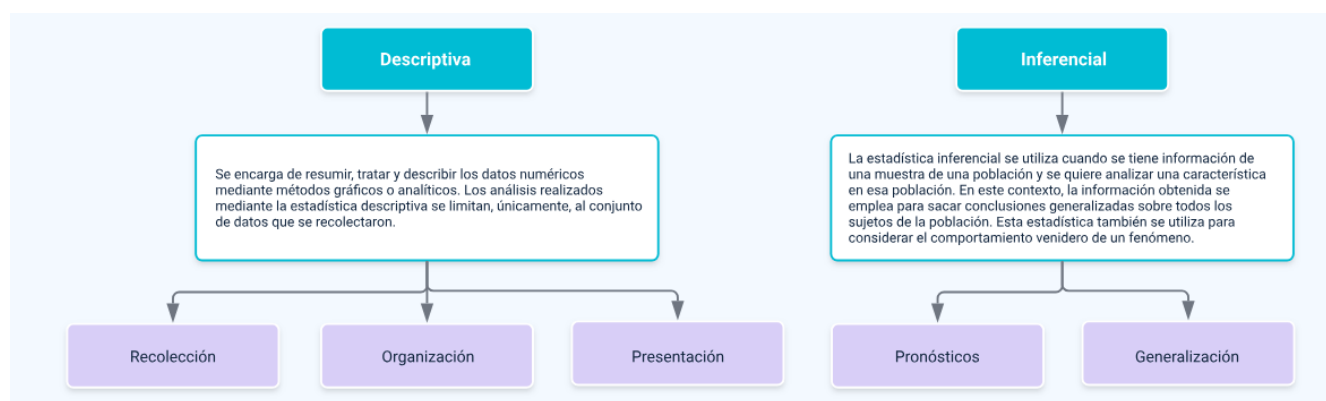 Descriptiva
Inferencial
Se encarga de resumir, tratar y describir los datos numéricos
mediante métodos gráficos o analíticos. Los análisis realizados
mediante la estadística descriptiva se limitan, únicamente, al conjunto
de datos que se recolectaron.
La estadística inferencial se utiliza cuando se tiene información de
una muestra de una población y se quiere analizar una característica
en esa población. En este contexto, la información obtenida se
emplea para sacar conclusiones generalizadas sobre todos los
sujetos de la población. Esta estadística también se utiliza para
considerar el comportamiento venidero de un fenómeno.
Recolección
Organización
Presentación
Pronósticos
Generalización